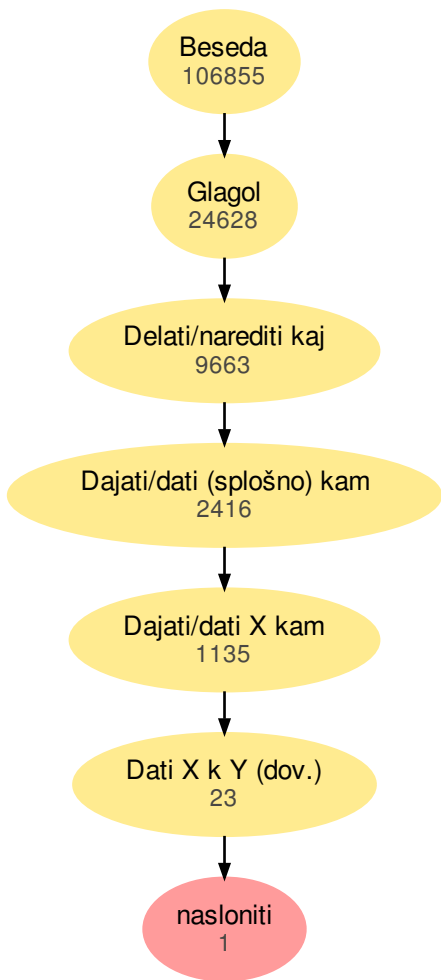 Beseda
106855
Glagol
24628
Delati/narediti kaj
9663
Dajati/dati (splošno) kam
2416
Dajati/dati X kam
1135
Dati X k Y (dov.)
23
nasloniti
1